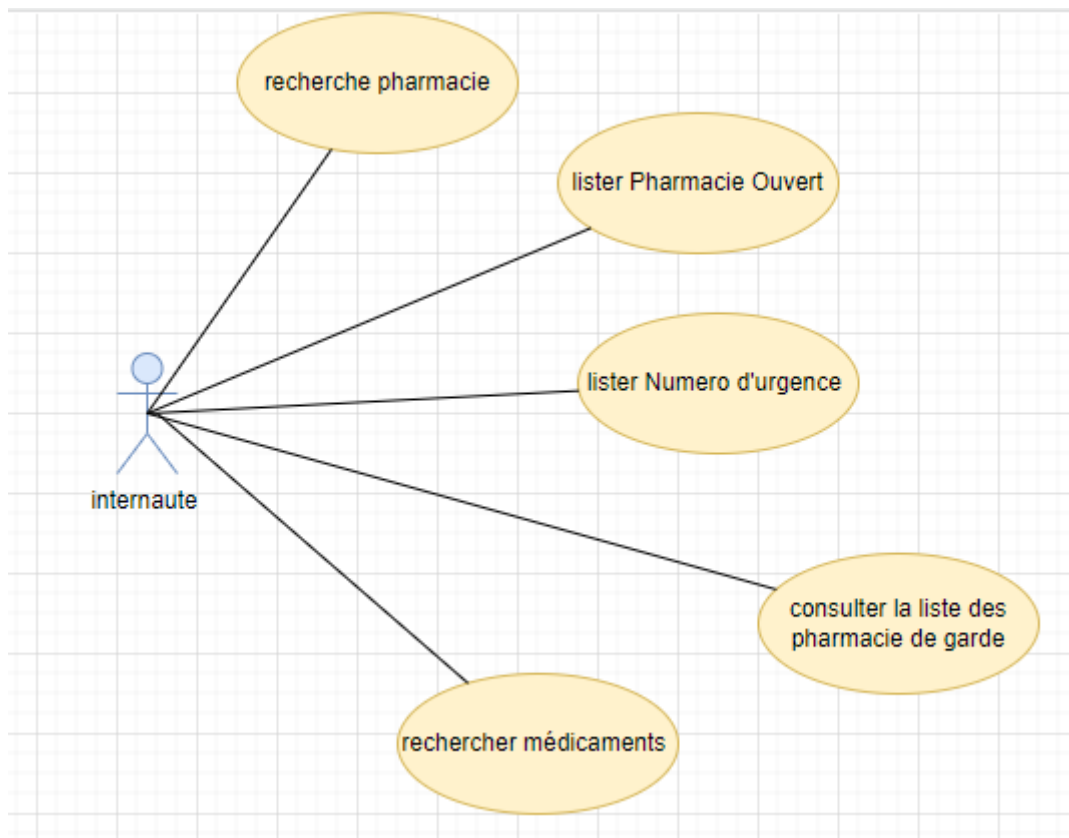 recherche pharmacie
lister Pharmacie Ouvert
lister Numero d'urgence
internaute
consulter la liste des
pharmacie de garde
rechercher médicaments